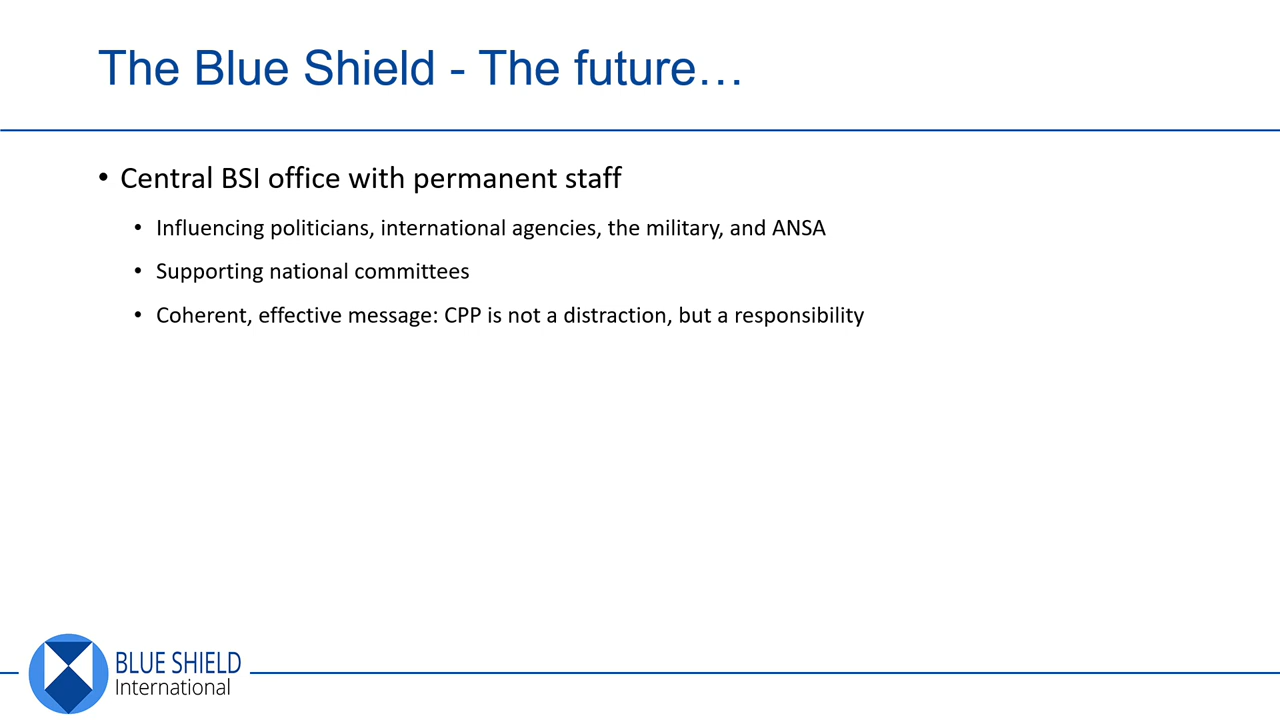 The Blue Shield - The future…
• Central BSI office with permanent staff
• Influencing politicians, international agencies, the military, and ANSA
• Supporting national committees
• Coherent, effective message: CPP is not a distraction, but a responsibility
BLUE SHIELD
International